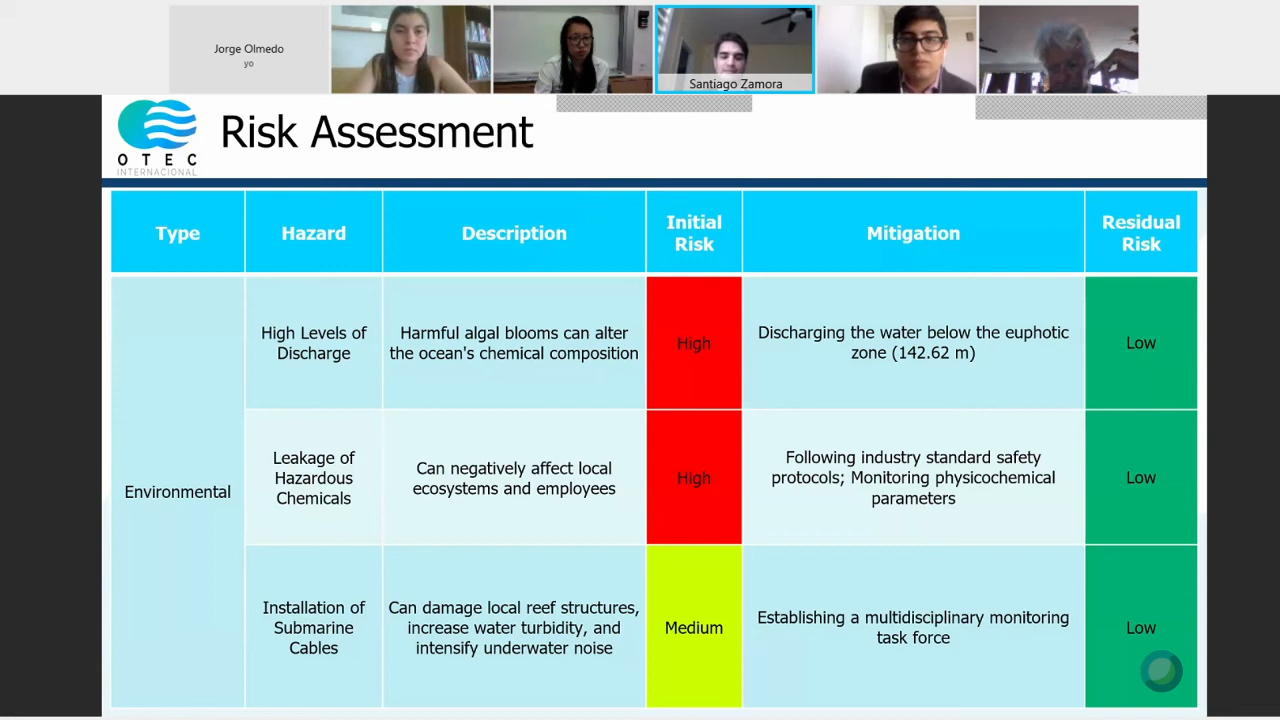 Jorge Olmedo
yo
Santiago Zamora
OTEC
INTERNACIONAL
Risk Assessment
Type
Hazard
Description
Initial
Risk
Mitigation
Residual
Risk
Environmental
High Levels of
Discharge
Harmful algal blooms can alter
the ocean's chemical composition
High
Discharging the water below the euphotic
zone (142.62 m)
Low
Leakage of
Hazardous
Chemicals
Can negatively affect local
ecosystems and employees
High
Following industry standard safety
protocols; Monitoring physicochemical
parameters
Low
Installation of
Submarine
Cables
Can damage local reef structures,
increase water turbidity, and
intensify underwater noise
Medium
Establishing a multidisciplinary monitoring
task force
Low